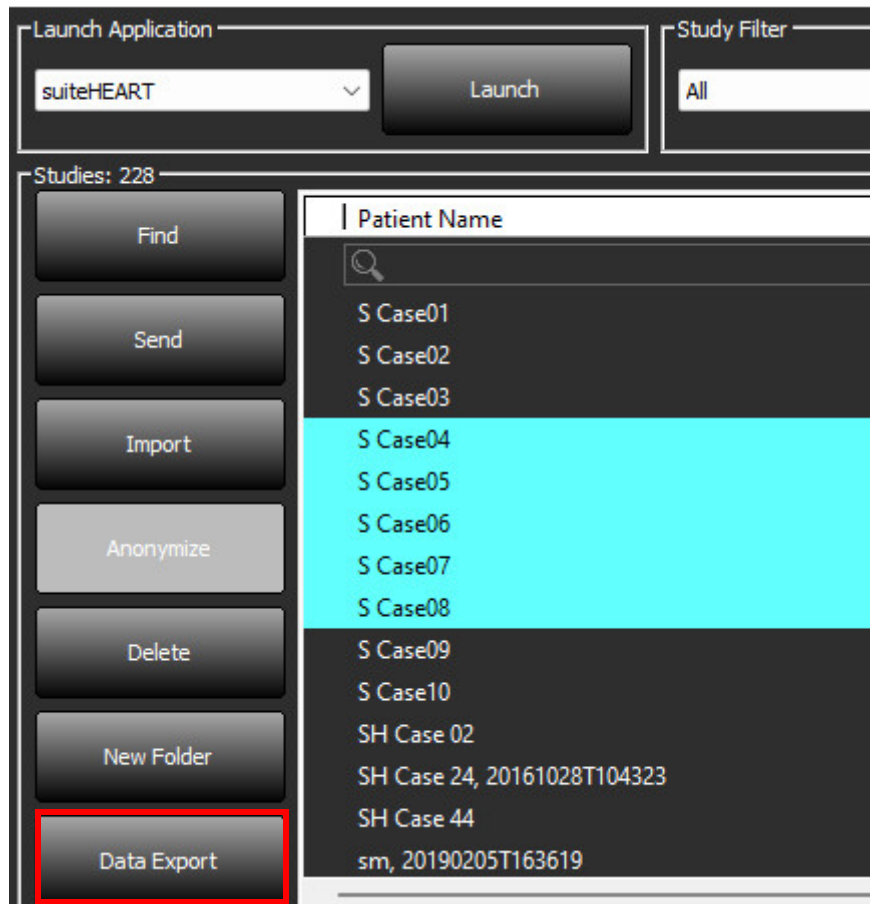 Launch Application
suiteHEART
Launch
Study Filter
All
Studies: 228
Find
Send
Import
Anonymize
Delete
New Folder
Data Export
Patient Name
S Case01
S Case02
S Case03
S Case04
S Case05
S Case06
S Case07
S Case08
S Case09
S Case10
SH Case 02
SH Case 24, 20161028T104323
SH Case 44
sm, 20190205T163619